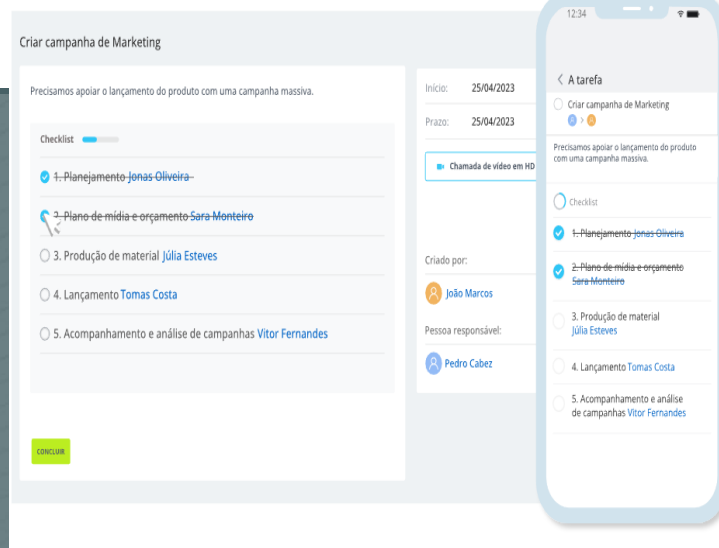 Criar campanha de Marketing
Precisamos apoiar o lançamento do produto com uma campanha massiva.
Checklist
1. Planejamento Jonas Oliveira
2. Plano de mídia e orçamento Sara Monteiro
3. Produção de material Júlia Esteves
4. Lançamento Tomas Costa
5. Acompanhamento e análise de campanhas Vitor Fernandes
CONCLUIR
Início: 25/04/2023
Prazo: 25/04/2023
Chamada de vídeo em HD
Criado por:
João Marcos
Pessoa responsável:
Pedro Cabez
12:34
A tarefa
Criar campanha de Marketing
Precisamos apoiar o lançamento do produto
com uma campanha massiva.
Checklist
1. Planejamento Jonas Oliveira
2. Plano de mídia e orçamento
Sara Monteiro
3. Produção de material
Júlia Esteves
4. Lançamento Tomas Costa
5. Acompanhamento e análise
de campanhas Vitor Fernandes